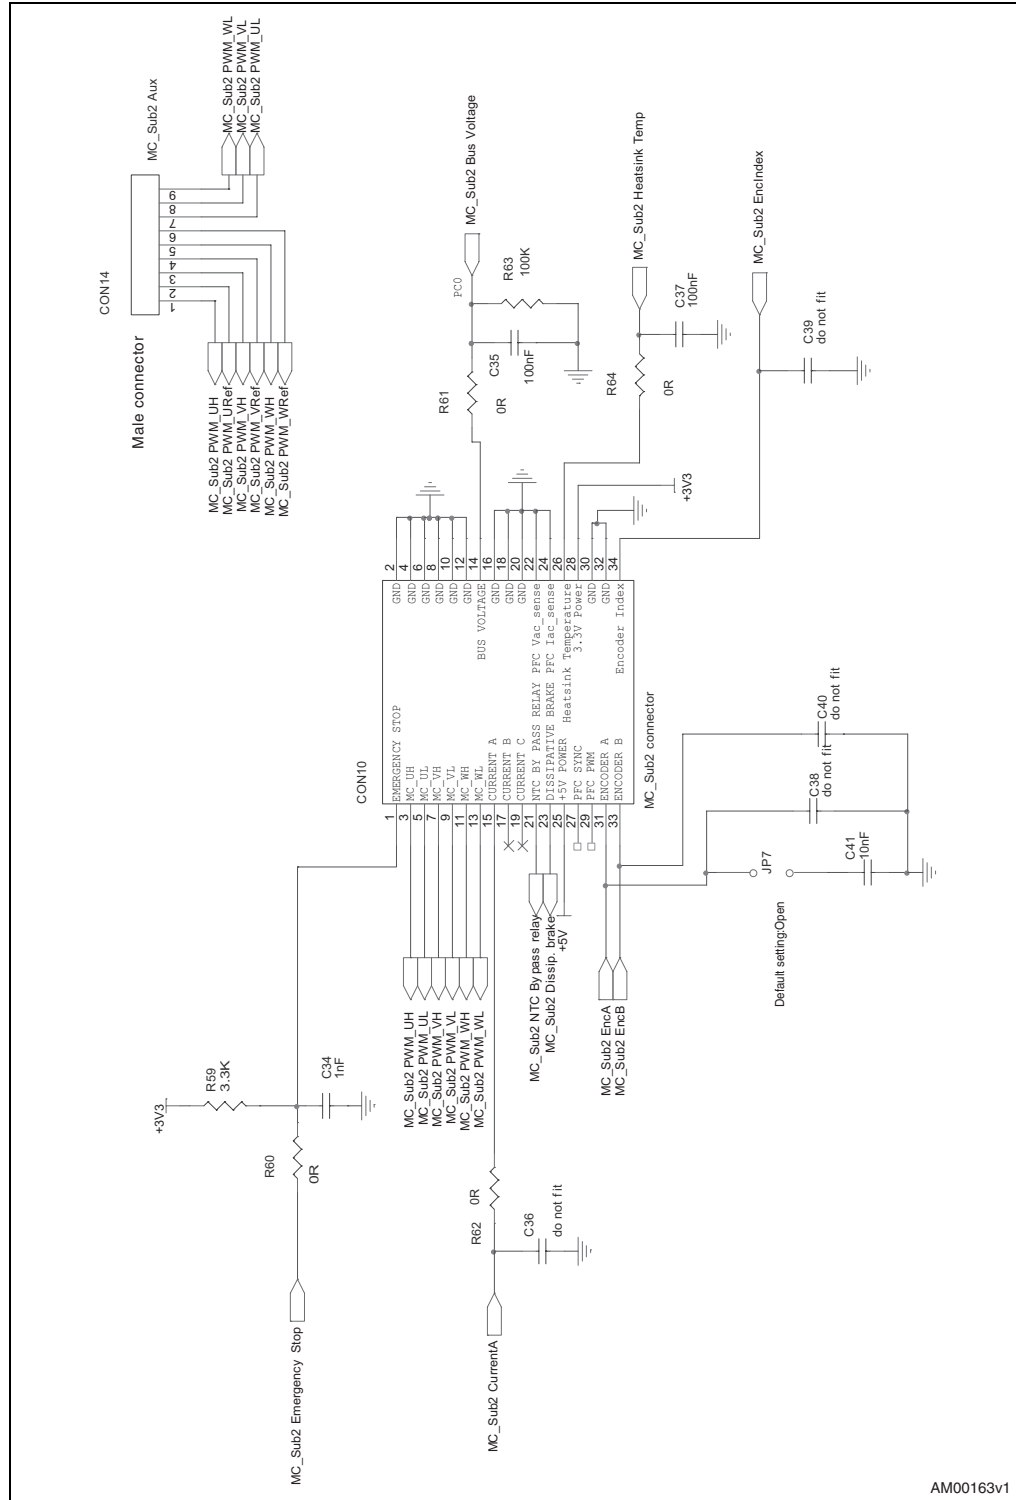 Male connector
CON14
MC_Sub2 Aux
1
2
3
4
5
6
7
8
9
MC_Sub2 PWM_UH
MC_Sub2 PWM_URef
MC_Sub2 PWM_VH
MC_Sub2 PWM_VRef
MC_Sub2 PWM_WH
MC_Sub2 PWM_WRef
MC_Sub2 PWM_WL
MC_Sub2 PWM_VL
MC_Sub2 PWM_UL
MC_Sub2 Bus Voltage
PC0
R63
100K
C35
100nF
R61
0R
MC_Sub2 Heatsink Temp
C37
100nF
R64
0R
+3V3
MC_Sub2 EncIndex
C39
do not fit
CON10
MC_Sub2 connector
1
3
5
7
9
11
13
15
17
19
21
23
25
27
29
31
33
EMERGENCY STOP
MC_UH
MC_UL
MC_VH
MC_VL
MC_WH
MC_WL
CURRENT A
CURRENT B
CURRENT C
NTC BY PASS RELAY
DISSIPATIVE BRAKE
+5V POWER
PFC SYNC
PFC PWM
ENCODER A
ENCODER B
GND
GND
GND
GND
GND
GND
GND
BUS VOLTAGE
GND
GND
GND
PFC Vac_sense
PFC Iac_sense
Heatsink Temperature
3.3V Power
GND
GND
Encoder Index
2
4
6
8
10
12
14
16
18
20
22
24
26
28
30
32
34
+3V3
R59
3.3K
C34
1nF
R60
0R
MC_Sub2 Emergency Stop
MC_Sub2 PWM_UH
MC_Sub2 PWM_UL
MC_Sub2 PWM_VH
MC_Sub2 PWM_VL
MC_Sub2 PWM_WH
MC_Sub2 PWM_WL
R62
0R
C36
do not fit
MC_Sub2 CurrentA
MC_Sub2 NTC By pass relay
MC_Sub2 Dissip. brake
+5V
MC_Sub2 EncA
MC_Sub2 EncB
C40
do not fit
C38
do not fit
JP7
C41
10nF
Default setting:Open
AM00163v1